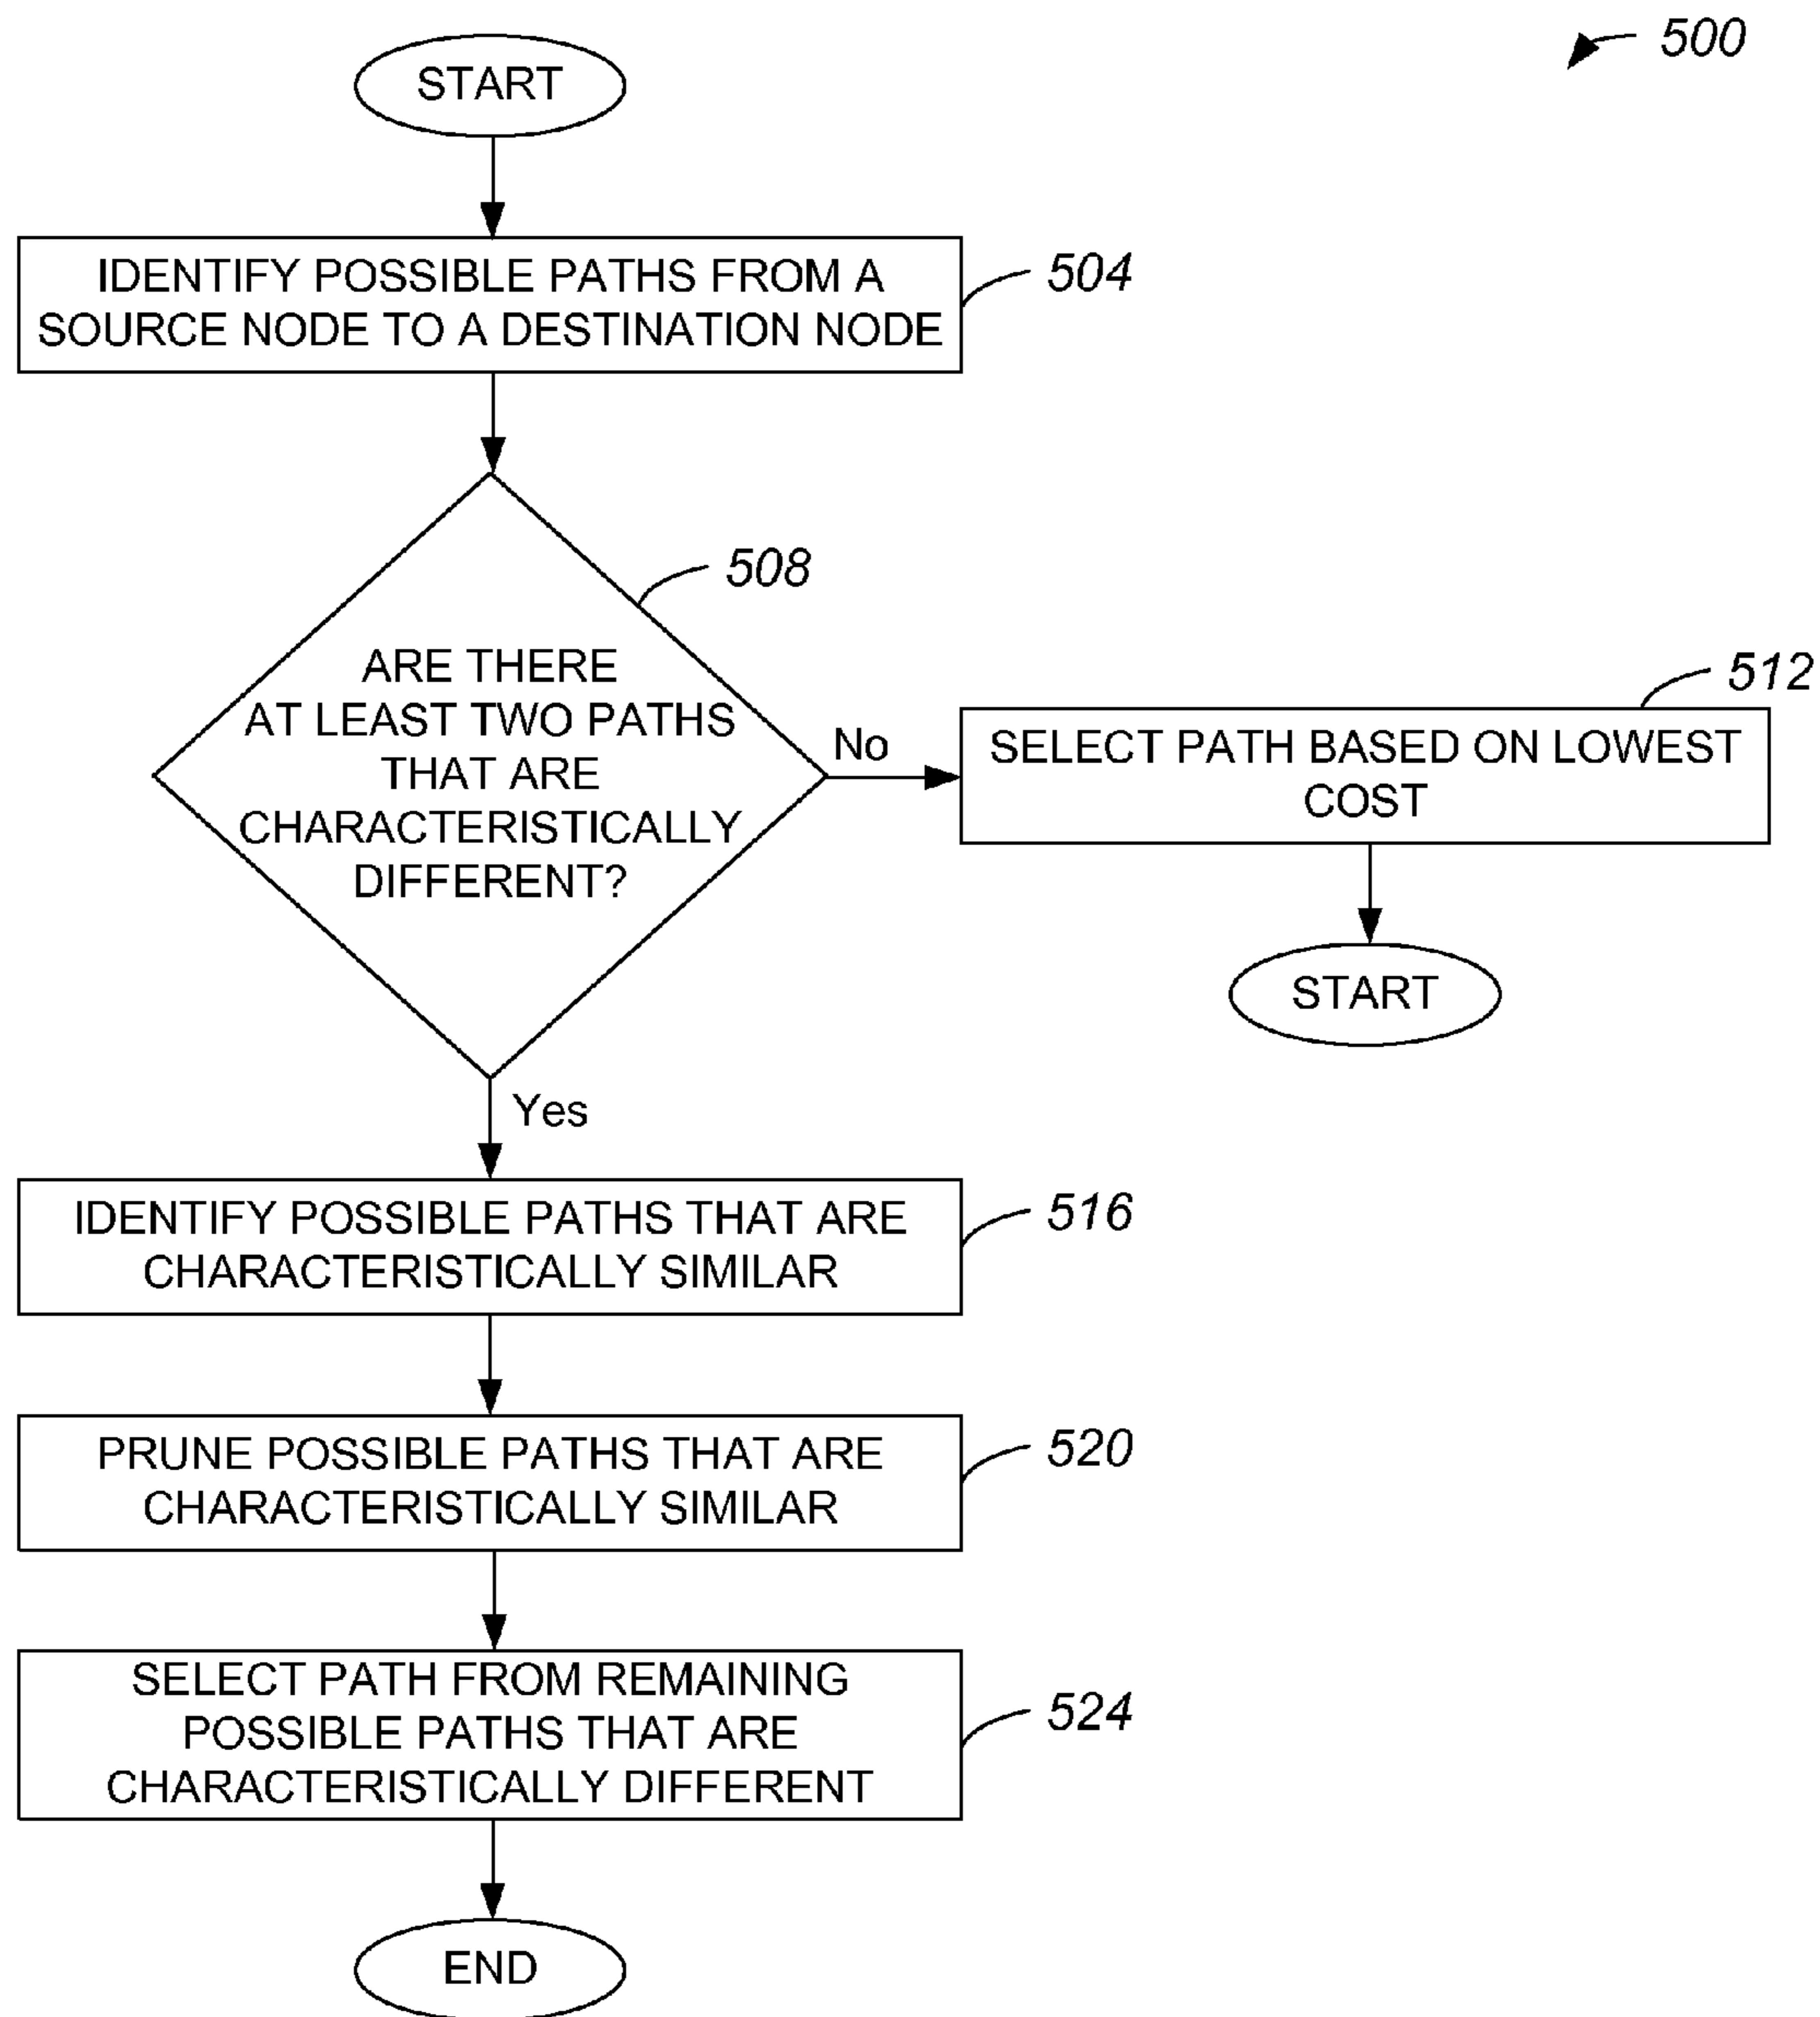 500
START
IDENTIFY POSSIBLE PATHS FROM A
SOURCE NODE TO A DESTINATION NODE
504
508
ARE THERE
AT LEAST TWO PATHS
THAT ARE
CHARACTERISTICALLY
DIFFERENT?
No
512
SELECT PATH BASED ON LOWEST
COST
START
Yes
IDENTIFY POSSIBLE PATHS THAT ARE
CHARACTERISTICALLY SIMILAR
516
PRUNE POSSIBLE PATHS THAT ARE
CHARACTERISTICALLY SIMILAR
520
SELECT PATH FROM REMAINING
POSSIBLE PATHS THAT ARE
CHARACTERISTICALLY DIFFERENT
524
END